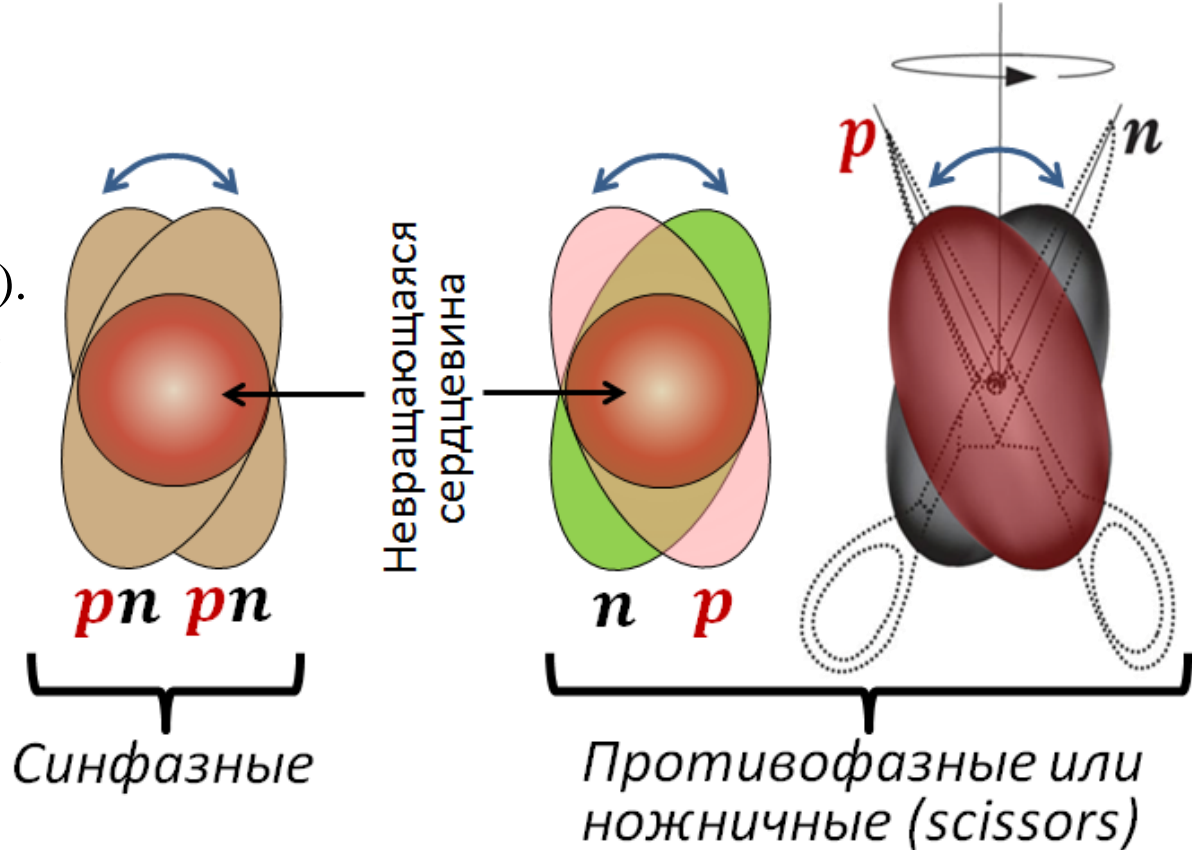 p
n
).
Невращающаяся
сердцевина
pn pn
n p
Синфазные
Противофазные или
ножничные (scissors)